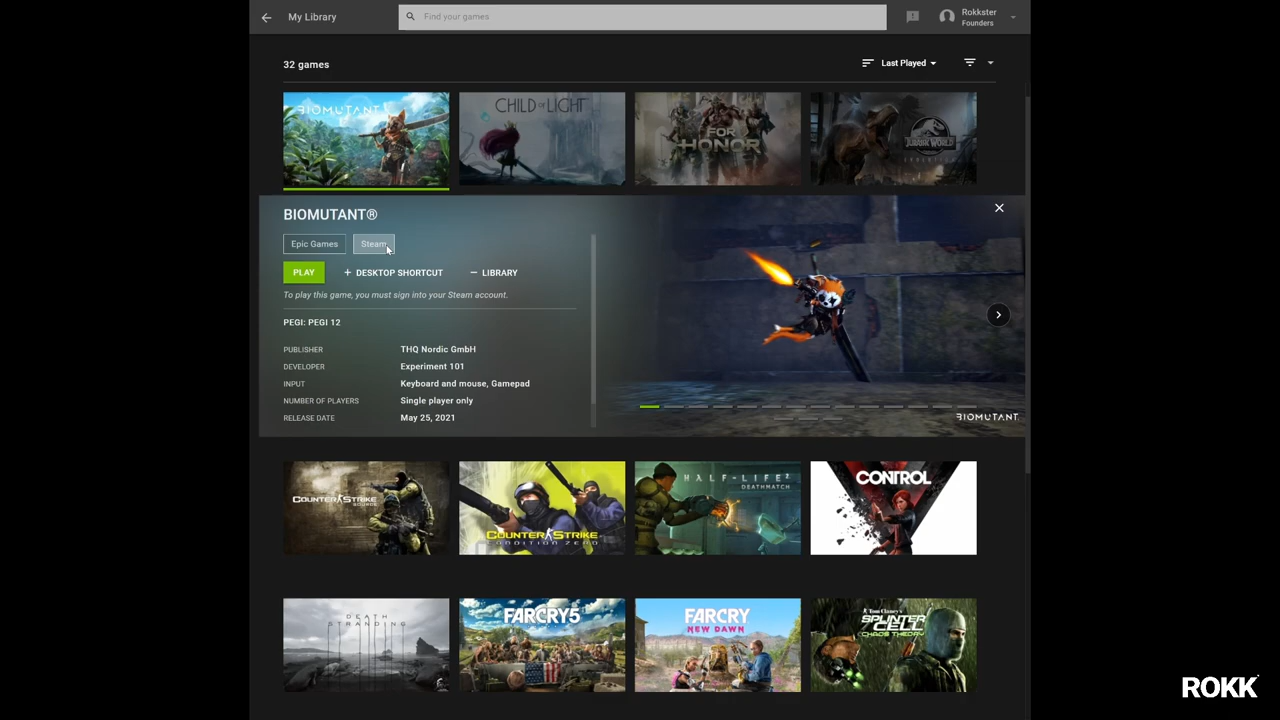 My Library
Find your games
Rokkster
Founders
32 games
Last Played
BIOMUTANT
CHILD OF LIGHT
FOR
HONOR
JURASSIC WORLD
EVOLUTION
BIOMUTANT®
Epic Games
Steam
PLAY
+ DESKTOP SHORTCUT
− LIBRARY
To play this game, you must sign into your Steam account.
PEGI: PEGI 12
PUBLISHER THQ Nordic GmbH
DEVELOPER Experiment 101
INPUT Keyboard and mouse, Gamepad
NUMBER OF PLAYERS Single player only
RELEASE DATE May 25, 2021
BIOMUTANT
COUNTER STRIKE
SOURCE
COUNTER STRIKE
CONDITION ZERO
HALF-LIFE²
DEATHMATCH
CONTROL
DEATH
STRANDING
FARCRY5
FARCRY
NEW DAWN
Tom Clancy's
SPLINTER
CELL
CHAOS THEORY
ROKK